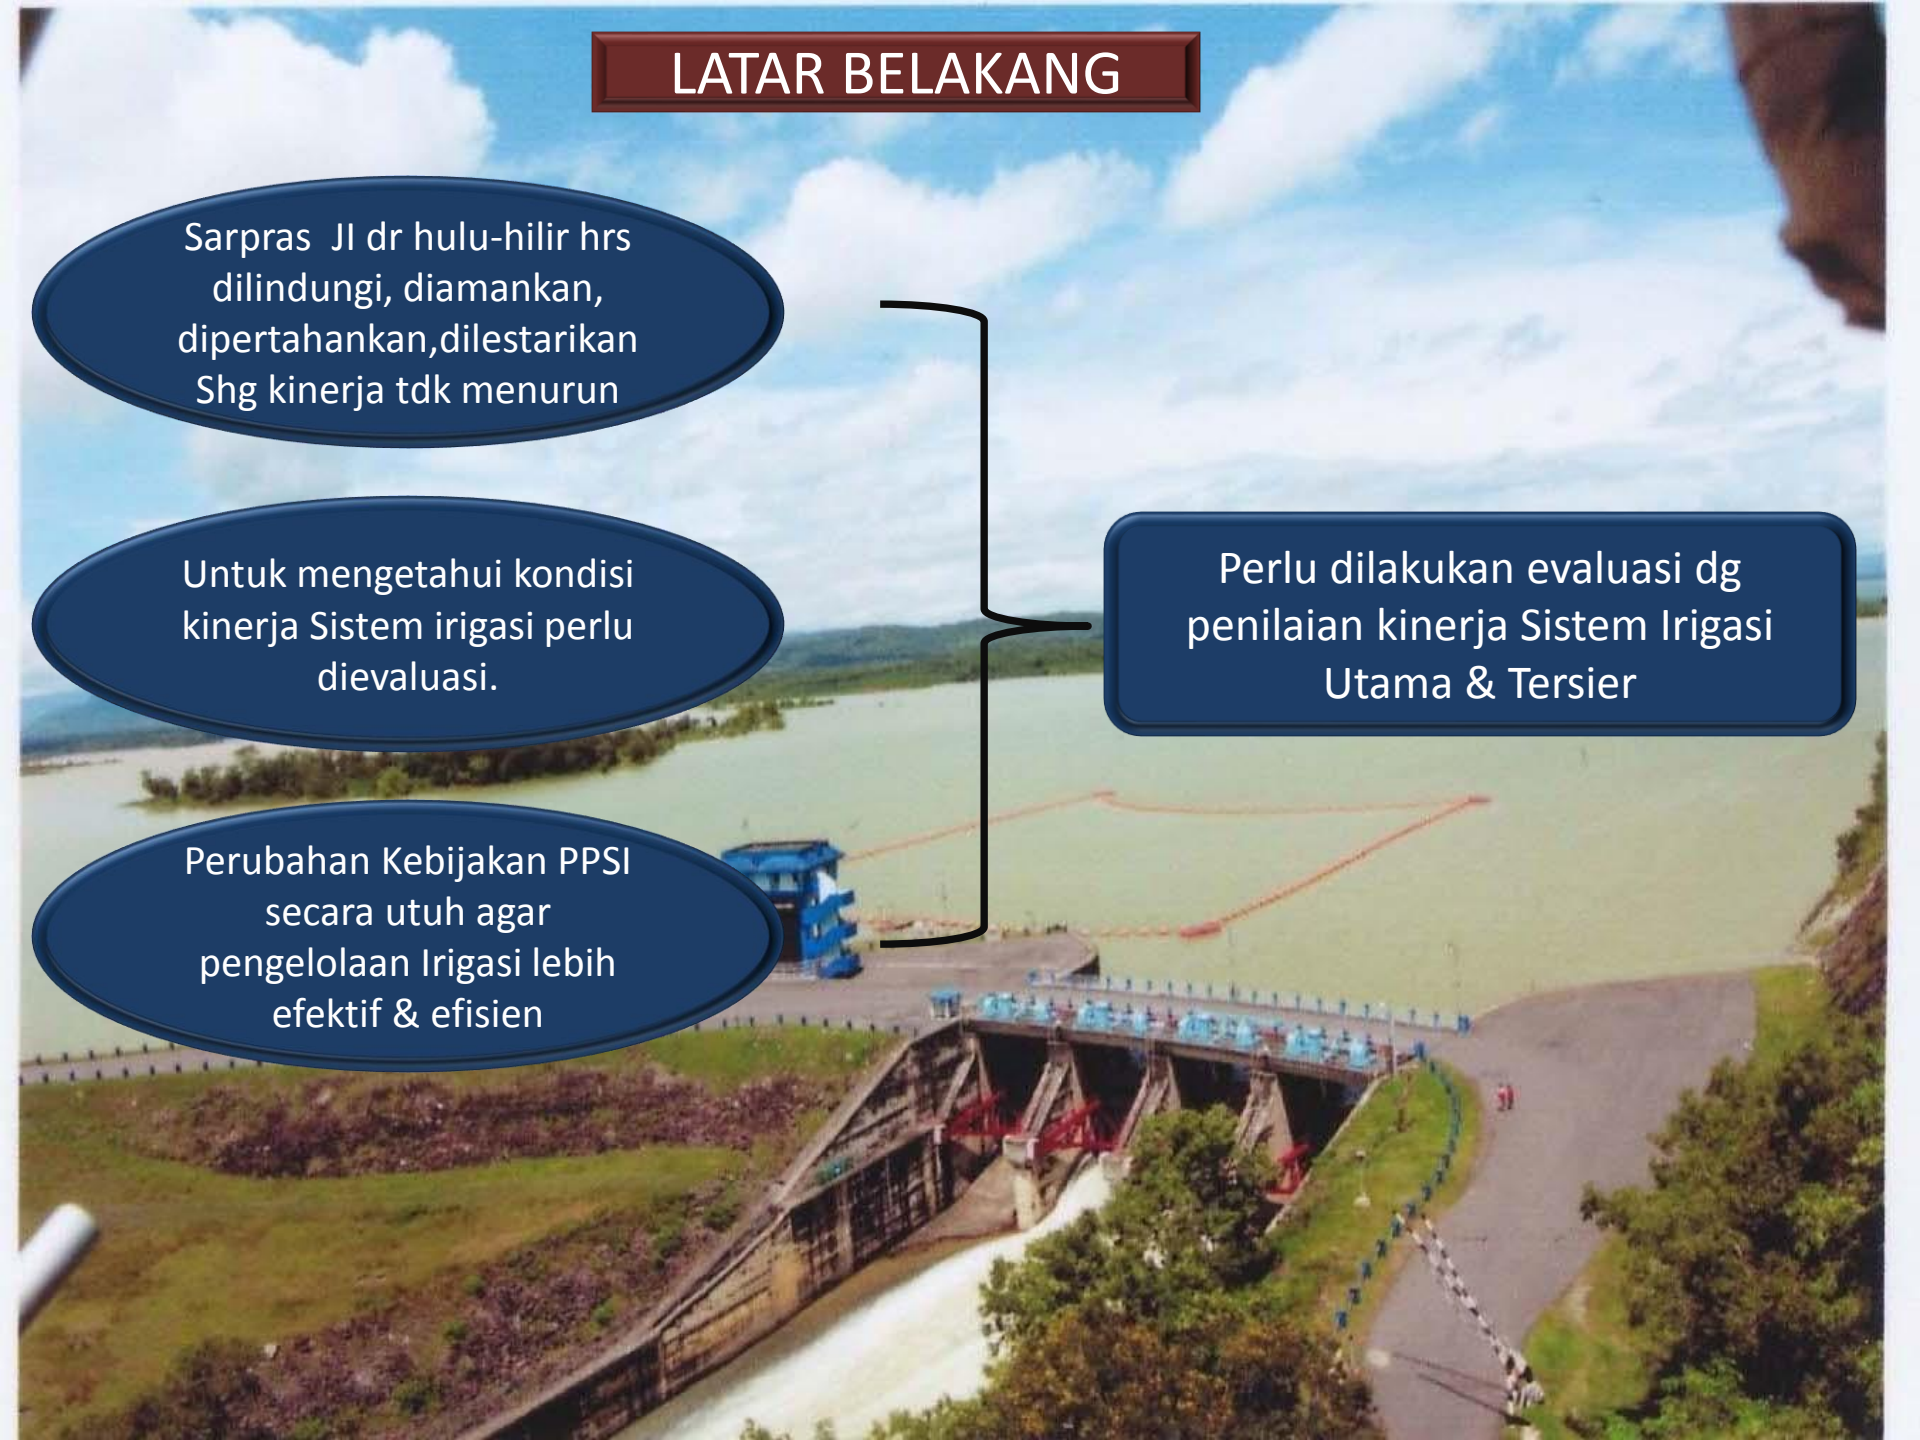 LATAR BELAKANG
Sarpras  JI dr hulu-hilir hrs
dilindungi, diamankan,
dipertahankan,dilestarikan
Shg kinerja tdk menurun
Untuk mengetahui kondisi
kinerja Sistem irigasi perlu
dievaluasi.
Perubahan Kebijakan PPSI
secara utuh agar
pengelolaan Irigasi lebih
efektif & efisien
Perlu dilakukan evaluasi dg
penilaian kinerja Sistem Irigasi
Utama & Tersier